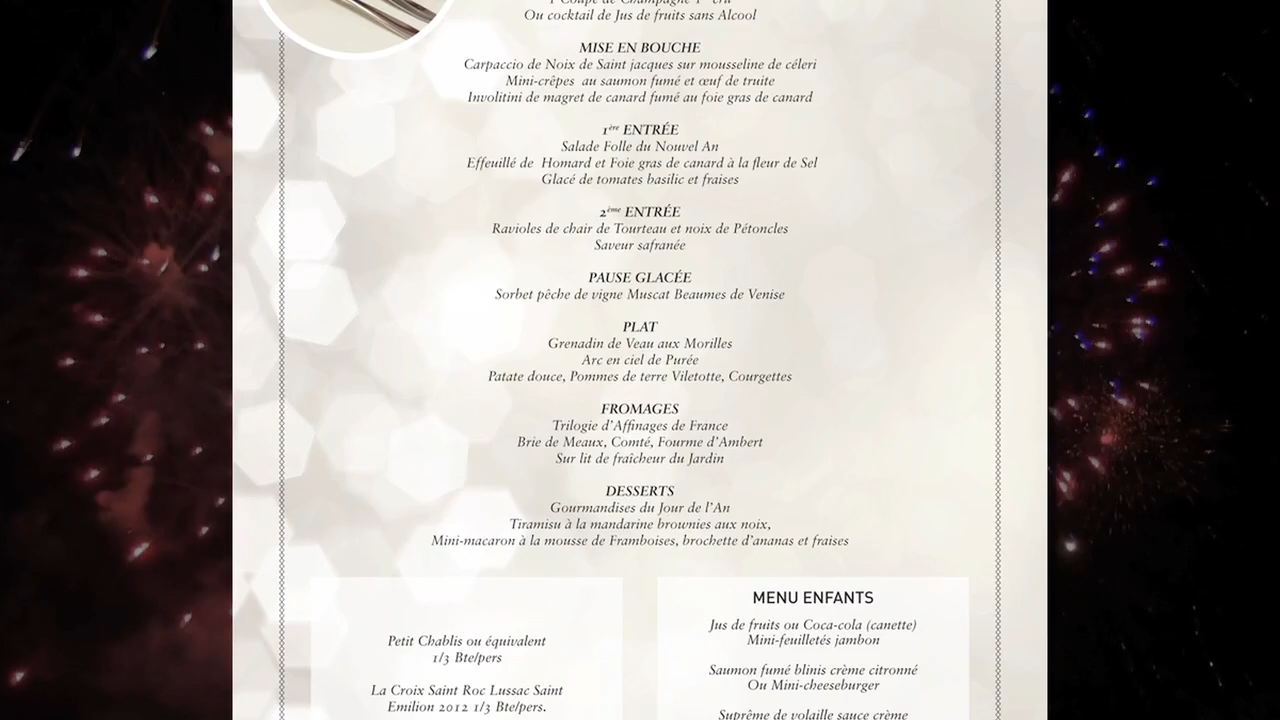 1 Coupe de Champagne 1er cru
Ou cocktail de Jus de fruits sans Alcool
MISE EN BOUCHE
Carpaccio de Noix de Saint jacques sur mousseline de céleri
Mini-crêpes au saumon fumé et œuf de truite
Involitini de magret de canard fumé au foie gras de canard
1ère ENTRÉE
Salade Folle du Nouvel An
Effeuillé de Homard et Foie gras de canard à la fleur de Sel
Glacé de tomates basilic et fraises
2ème ENTRÉE
Ravioles de chair de Tourteau et noix de Pétoncles
Saveur safranée
PAUSE GLACÉE
Sorbet pêche de vigne Muscat Beaumes de Venise
PLAT
Grenadin de Veau aux Morilles
Arc en ciel de Purée
Patate douce, Pommes de terre Viletotte, Courgettes
FROMAGES
Trilogie d'Affinages de France
Brie de Meaux, Comté, Fourme d'Ambert
Sur lit de fraîcheur du Jardin
DESSERTS
Gourmandises du Jour de l'An
Tiramisu à la mandarine brownies aux noix,
Mini-macaron à la mousse de Framboises, brochette d'ananas et fraises
Petit Chablis ou équivalent
1/3 Bte/pers
La Croix Saint Roc Lussac Saint
Emilion 2012 1/3 Bte/pers.
MENU ENFANTS
Jus de fruits ou Coca-cola (canette)
Mini-feuilletés jambon
Saumon fumé blinis crème citronné
Ou Mini-cheeseburger
Suprême de volaille sauce crème